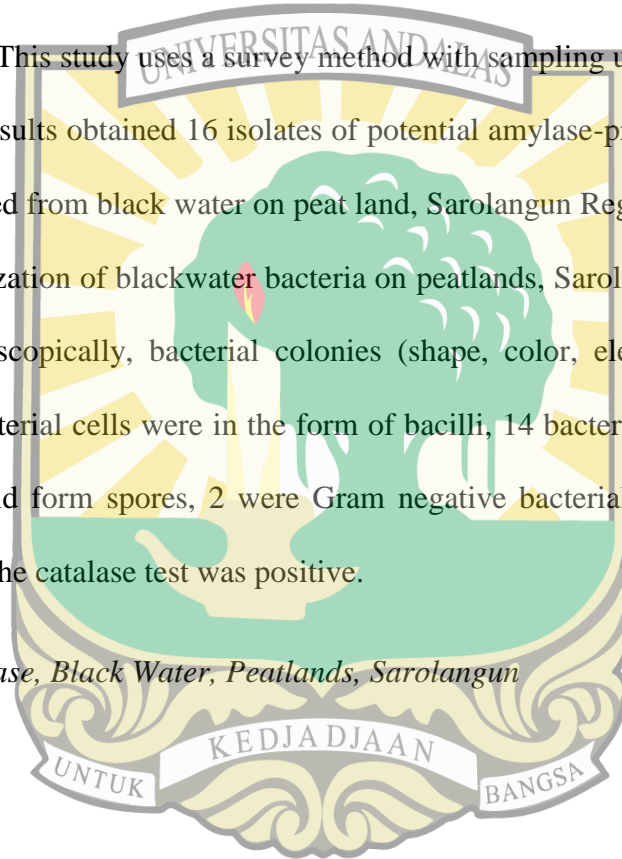 UNIVERSITAS ANDALAS
This study uses a survey method with sampling u
sults obtained 16 isolates of potential amylase-p
ed from black water on peat land, Sarolangun Reg
zation of blackwater bacteria on peatlands, Sarol
scopically, bacterial colonies (shape, color, ele
terial cells were in the form of bacilli, 14 bacter
d form spores, 2 were Gram negative bacterial
he catalase test was positive.
ase, Black Water, Peatlands, Sarolangun
UNTUK KEDJADJAAN BANGSA